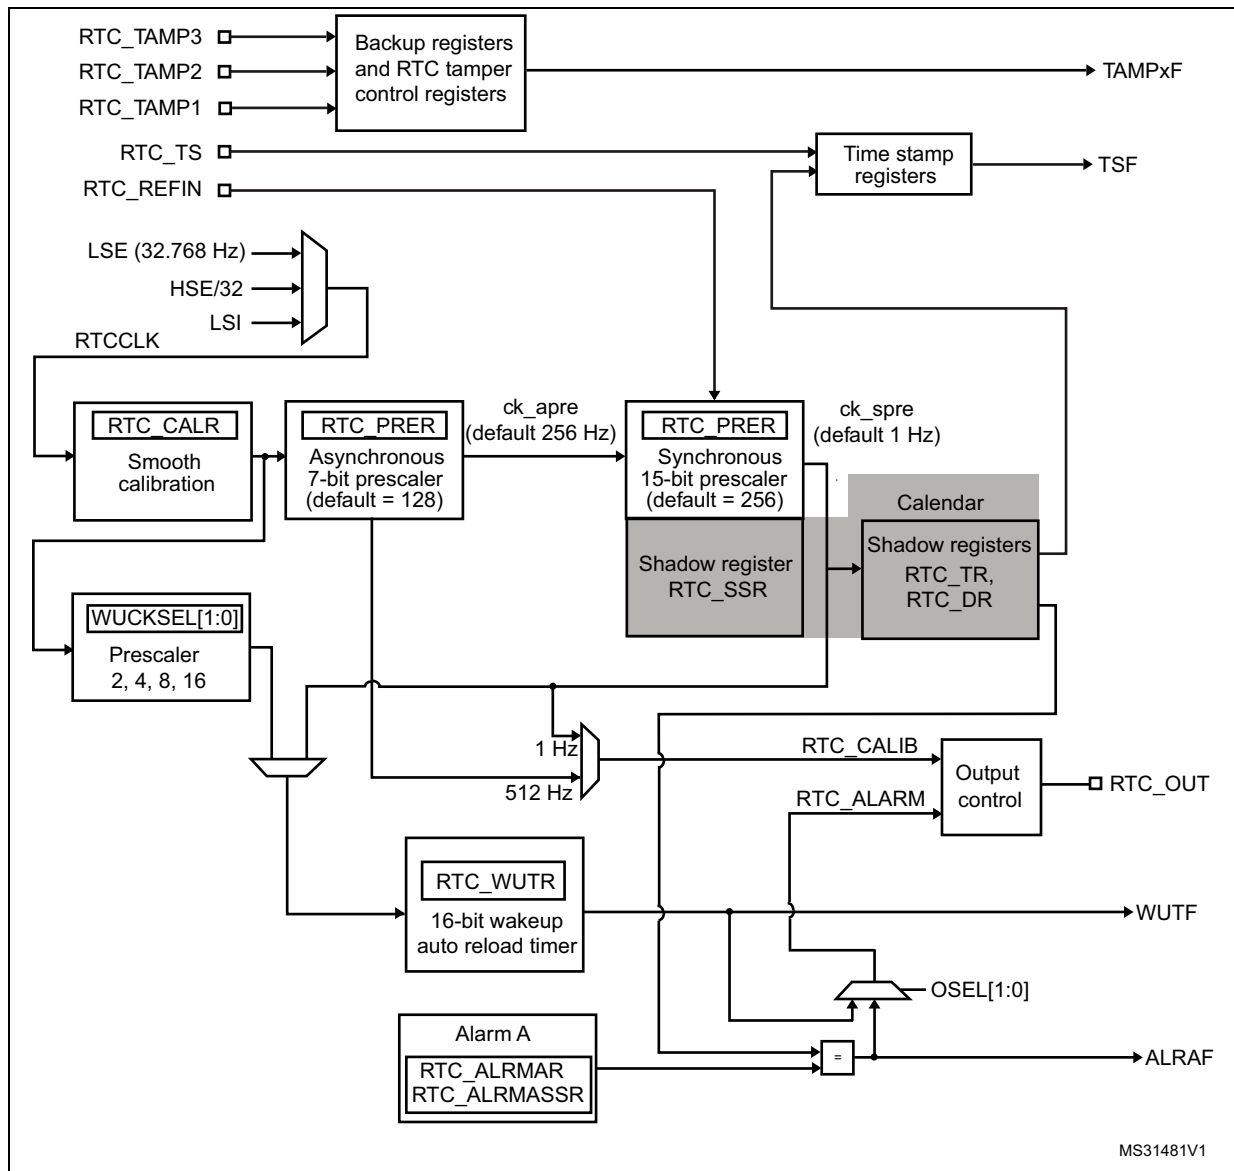 RTC_TAMP3
RTC_TAMP2
RTC_TAMP1
Backup registers
and RTC tamper
control registers
TAMPxF
RTC_TS
RTC_REFIN
Time stamp
registers
TSF
LSE (32.768 Hz)
HSE/32
LSI
RTCCLK
RTC_CALR
Smooth
calibration
RTC_PRER
Asynchronous
7-bit prescaler
(default = 128)
ck_apre
(default 256 Hz)
RTC_PRER
Synchronous
15-bit prescaler
(default = 256)
ck_spre
(default 1 Hz)
Calendar
Shadow register
RTC_SSR
Shadow registers
RTC_TR,
RTC_DR
WUCKSEL[1:0]
Prescaler
2, 4, 8, 16
1 Hz
512 Hz
RTC_CALIB
RTC_ALARM
Output
control
RTC_OUT
RTC_WUTR
16-bit wakeup
auto reload timer
WUTF
OSEL[1:0]
Alarm A
RTC_ALRMAR
RTC_ALRMASSR
=
ALRAF
MS31481V1